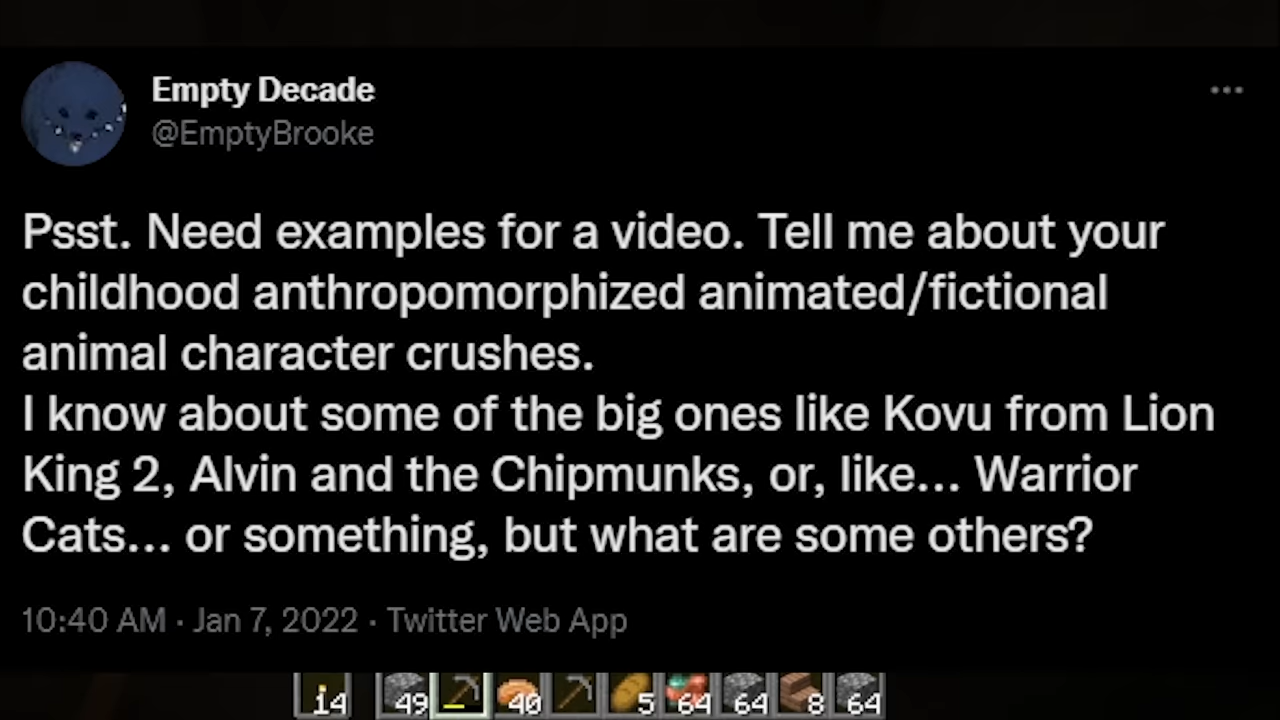 Empty Decade
@EmptyBrooke
Psst. Need examples for a video. Tell me about your
childhood anthropomorphized animated/fictional
animal character crushes.
I know about some of the big ones like Kovu from Lion
King 2, Alvin and the Chipmunks, or, like... Warrior
Cats... or something, but what are some others?
10:40 AM · Jan 7, 2022 · Twitter Web App
14 49 40 5 64 64 8 64